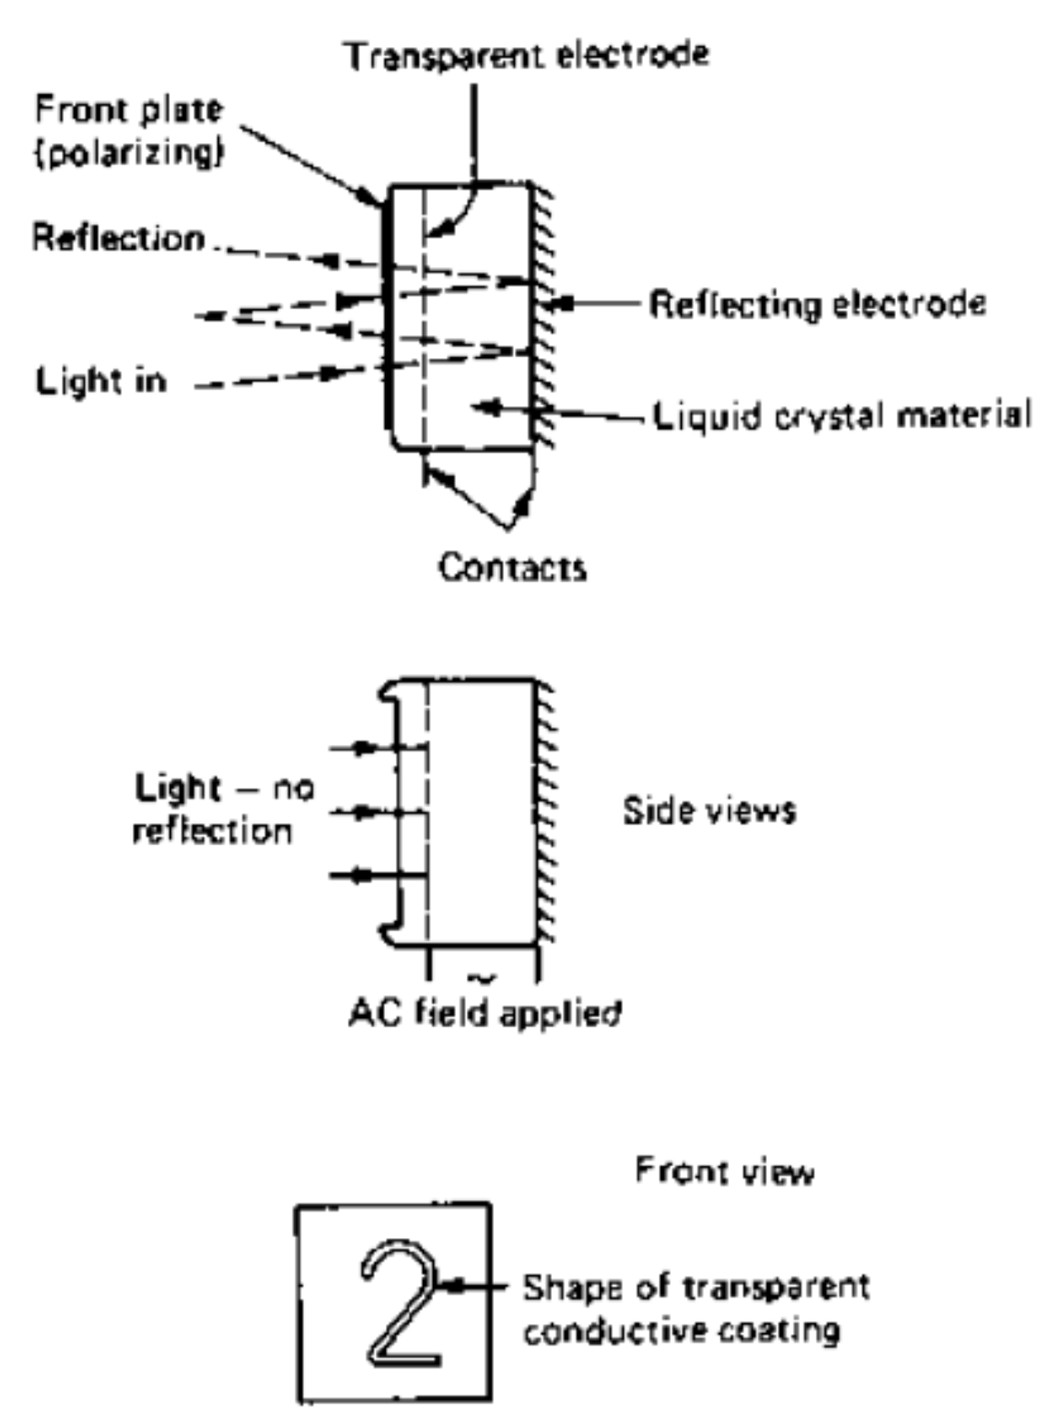 Transparent electrode
Front plate
(polarizing)
Reflection
Reflecting electrode
Light in
Liquid crystal material
Contacts
Light – no
reflection
Side views
AC field applied
Front view
2
Shape of transparent
conductive coating